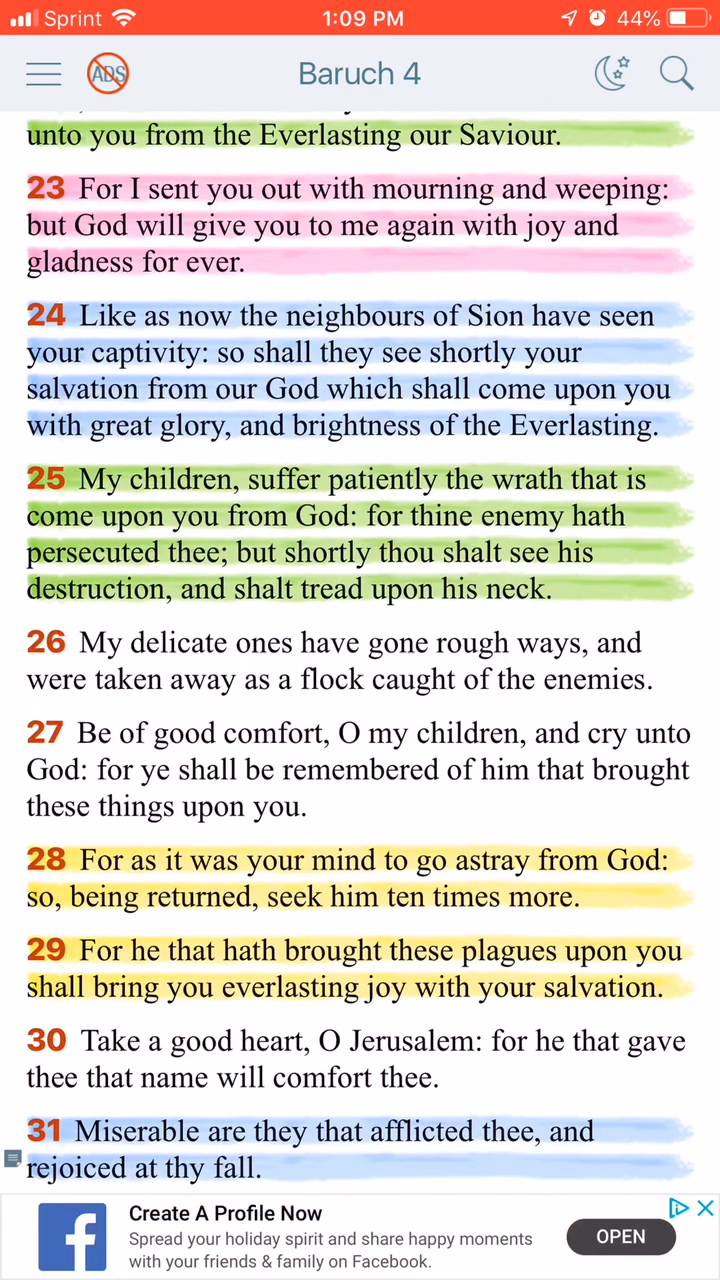 Sprint 1:09 PM 44%
ADS Baruch 4
unto you from the Everlasting our Saviour.
23 For I sent you out with mourning and weeping:
but God will give you to me again with joy and
gladness for ever.
24 Like as now the neighbours of Sion have seen
your captivity: so shall they see shortly your
salvation from our God which shall come upon you
with great glory, and brightness of the Everlasting.
25 My children, suffer patiently the wrath that is
come upon you from God: for thine enemy hath
persecuted thee; but shortly thou shalt see his
destruction, and shalt tread upon his neck.
26 My delicate ones have gone rough ways, and
were taken away as a flock caught of the enemies.
27 Be of good comfort, O my children, and cry unto
God: for ye shall be remembered of him that brought
these things upon you.
28 For as it was your mind to go astray from God:
so, being returned, seek him ten times more.
29 For he that hath brought these plagues upon you
shall bring you everlasting joy with your salvation.
30 Take a good heart, O Jerusalem: for he that gave
thee that name will comfort thee.
31 Miserable are they that afflicted thee, and
rejoiced at thy fall.
Create A Profile Now
Spread your holiday spirit and share happy moments
with your friends & family on Facebook.
OPEN